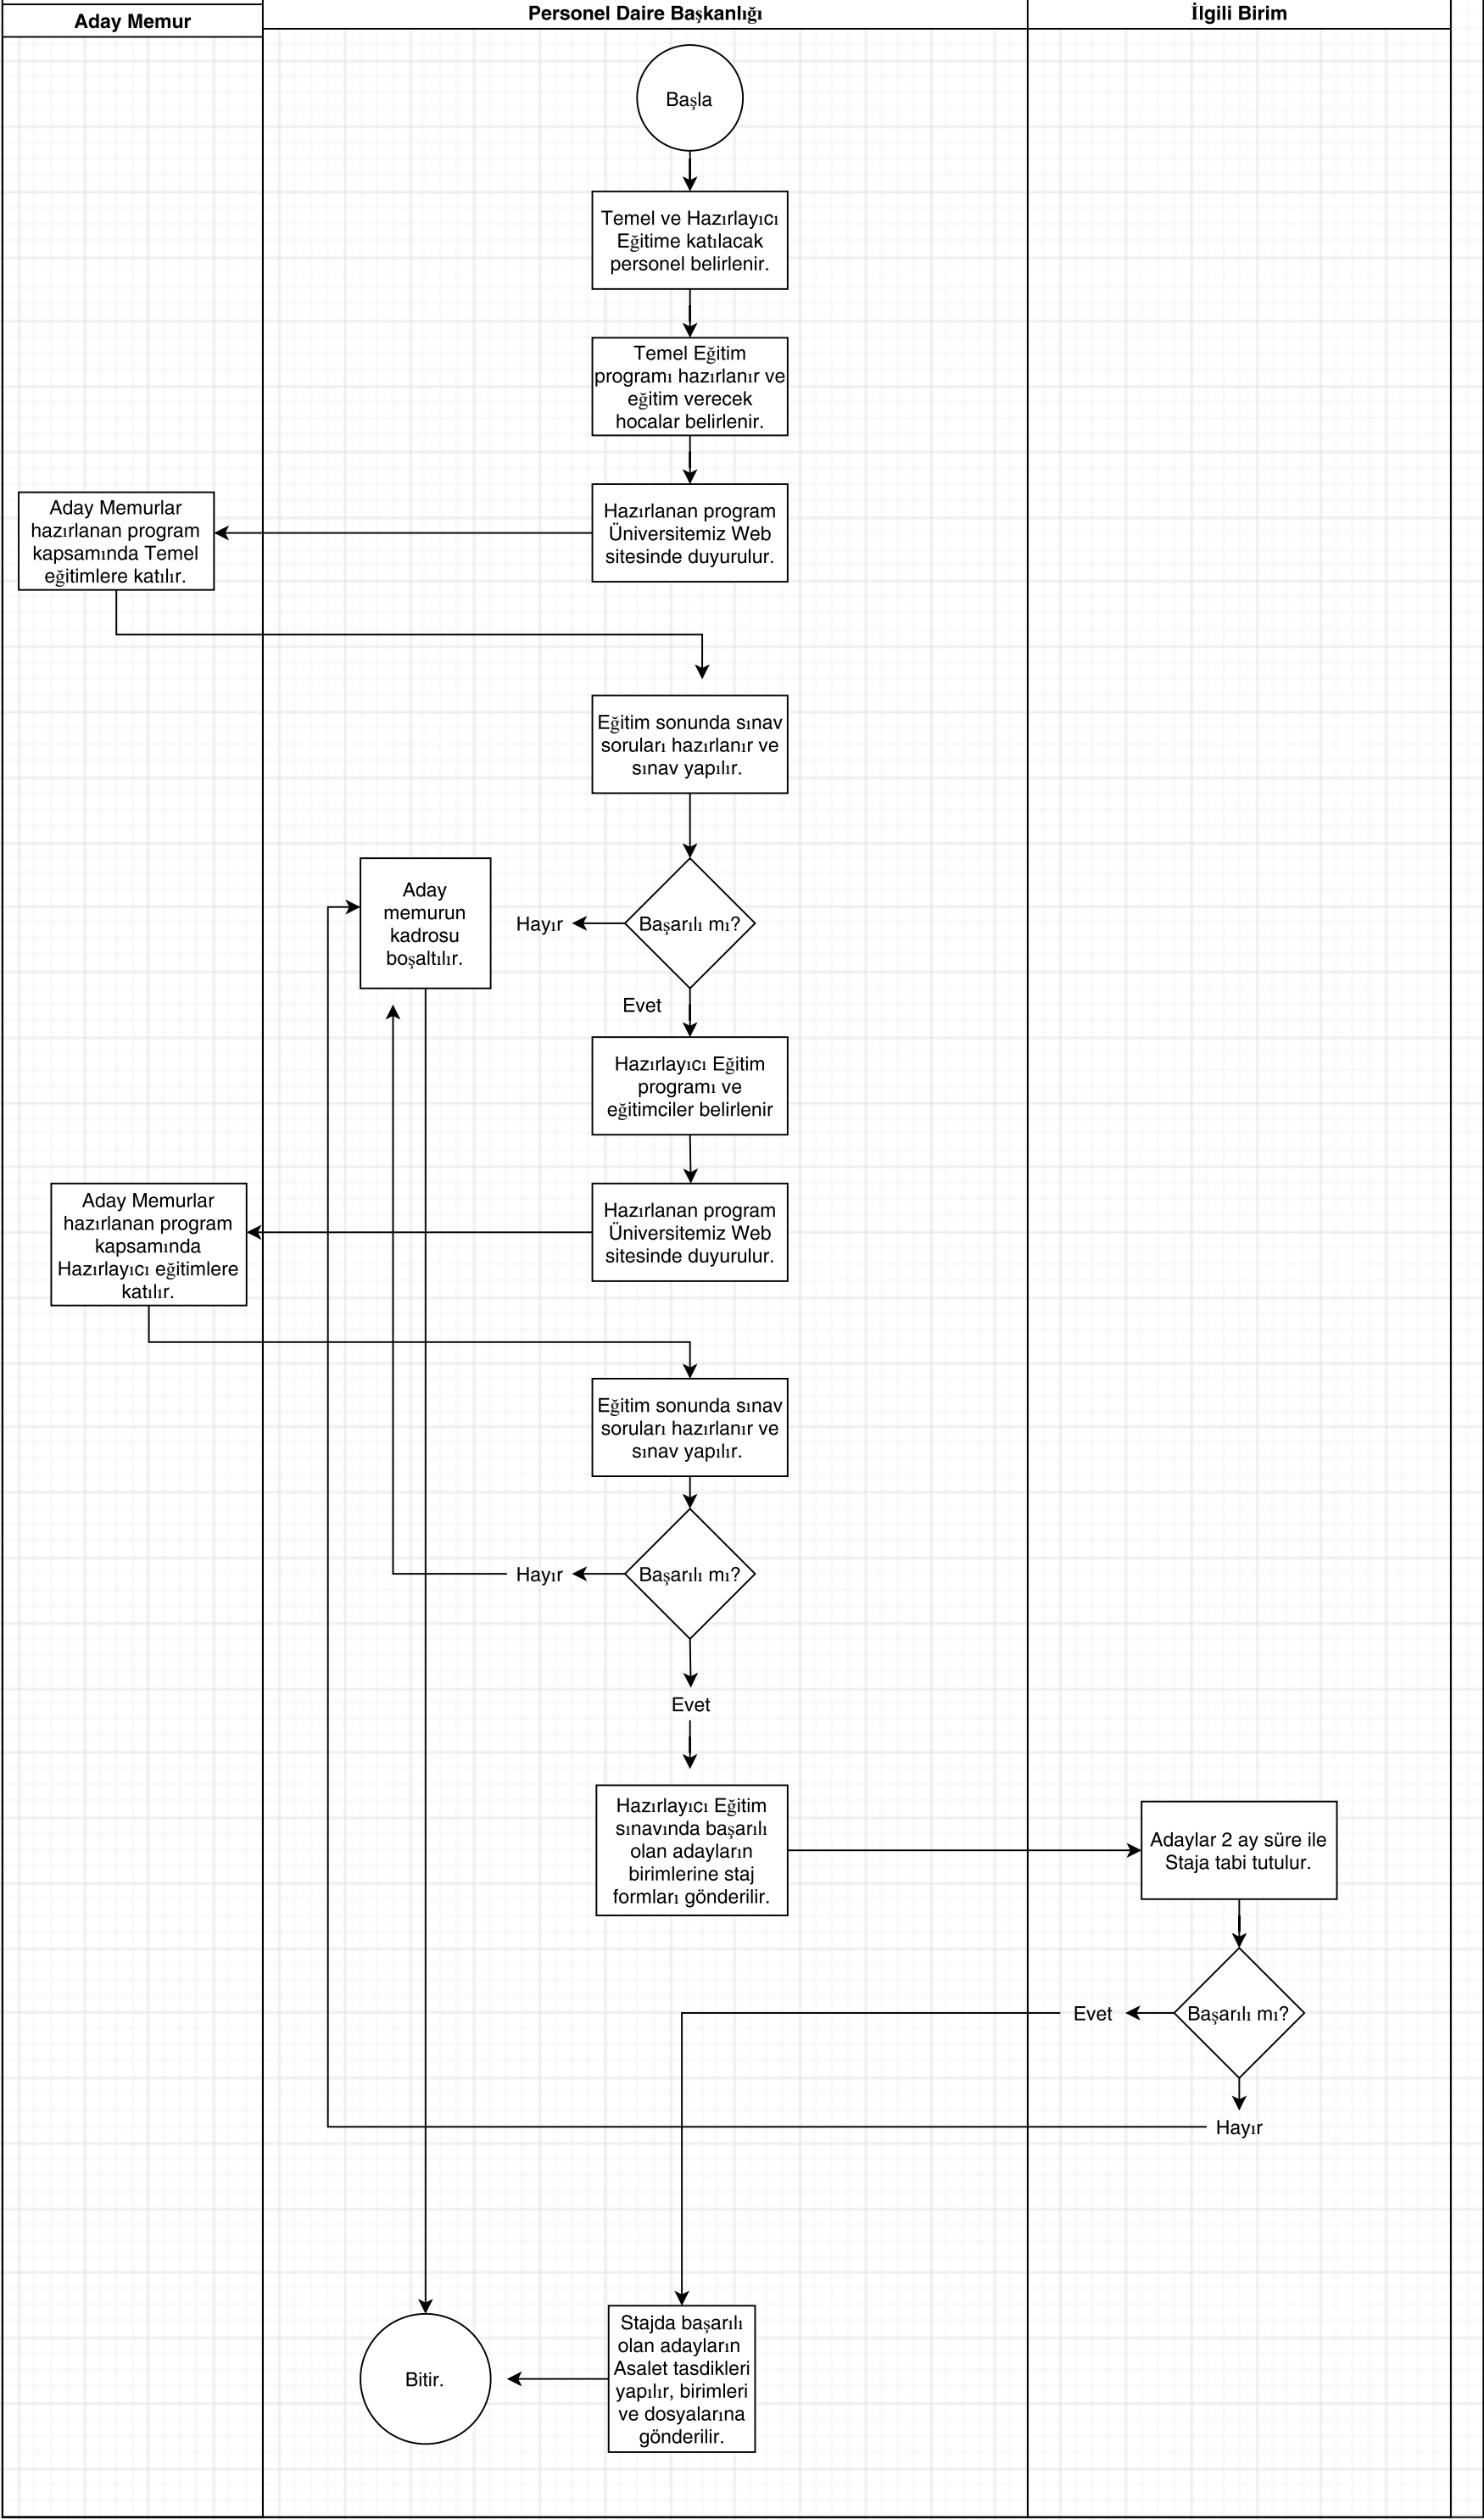 Aday Memur
Personel Daire Başkanlığı
İlgili Birim
Başla
Temel ve Hazırlayıcı
Eğitime katılacak
personel belirlenir.
Temel Eğitim
programı hazırlanır ve
eğitim verecek
hocalar belirlenir.
Hazırlanan program
Üniversitemiz Web
sitesinde duyurulur.
Aday Memurlar
hazırlanan program
kapsamında Temel
eğitimlere katılır.
Eğitim sonunda sınav
soruları hazırlanır ve
sınav yapılır.
Başarılı mı?
Hayır
Aday
memurun
kadrosu
boşaltılır.
Evet
Hazırlayıcı Eğitim
programı ve
eğitimciler belirlenir
Hazırlanan program
Üniversitemiz Web
sitesinde duyurulur.
Aday Memurlar
hazırlanan program
kapsamında
Hazırlayıcı eğitimlere
katılır.
Eğitim sonunda sınav
soruları hazırlanır ve
sınav yapılır.
Başarılı mı?
Hayır
Evet
Hazırlayıcı Eğitim
sınavında başarılı
olan adayların
birimlerine staj
formları gönderilir.
Adaylar 2 ay süre ile
Staja tabi tutulur.
Başarılı mı?
Evet
Hayır
Stajda başarılı
olan adayların
Asalet tasdikleri
yapılır, birimleri
ve dosyalarına
gönderilir.
Bitir.